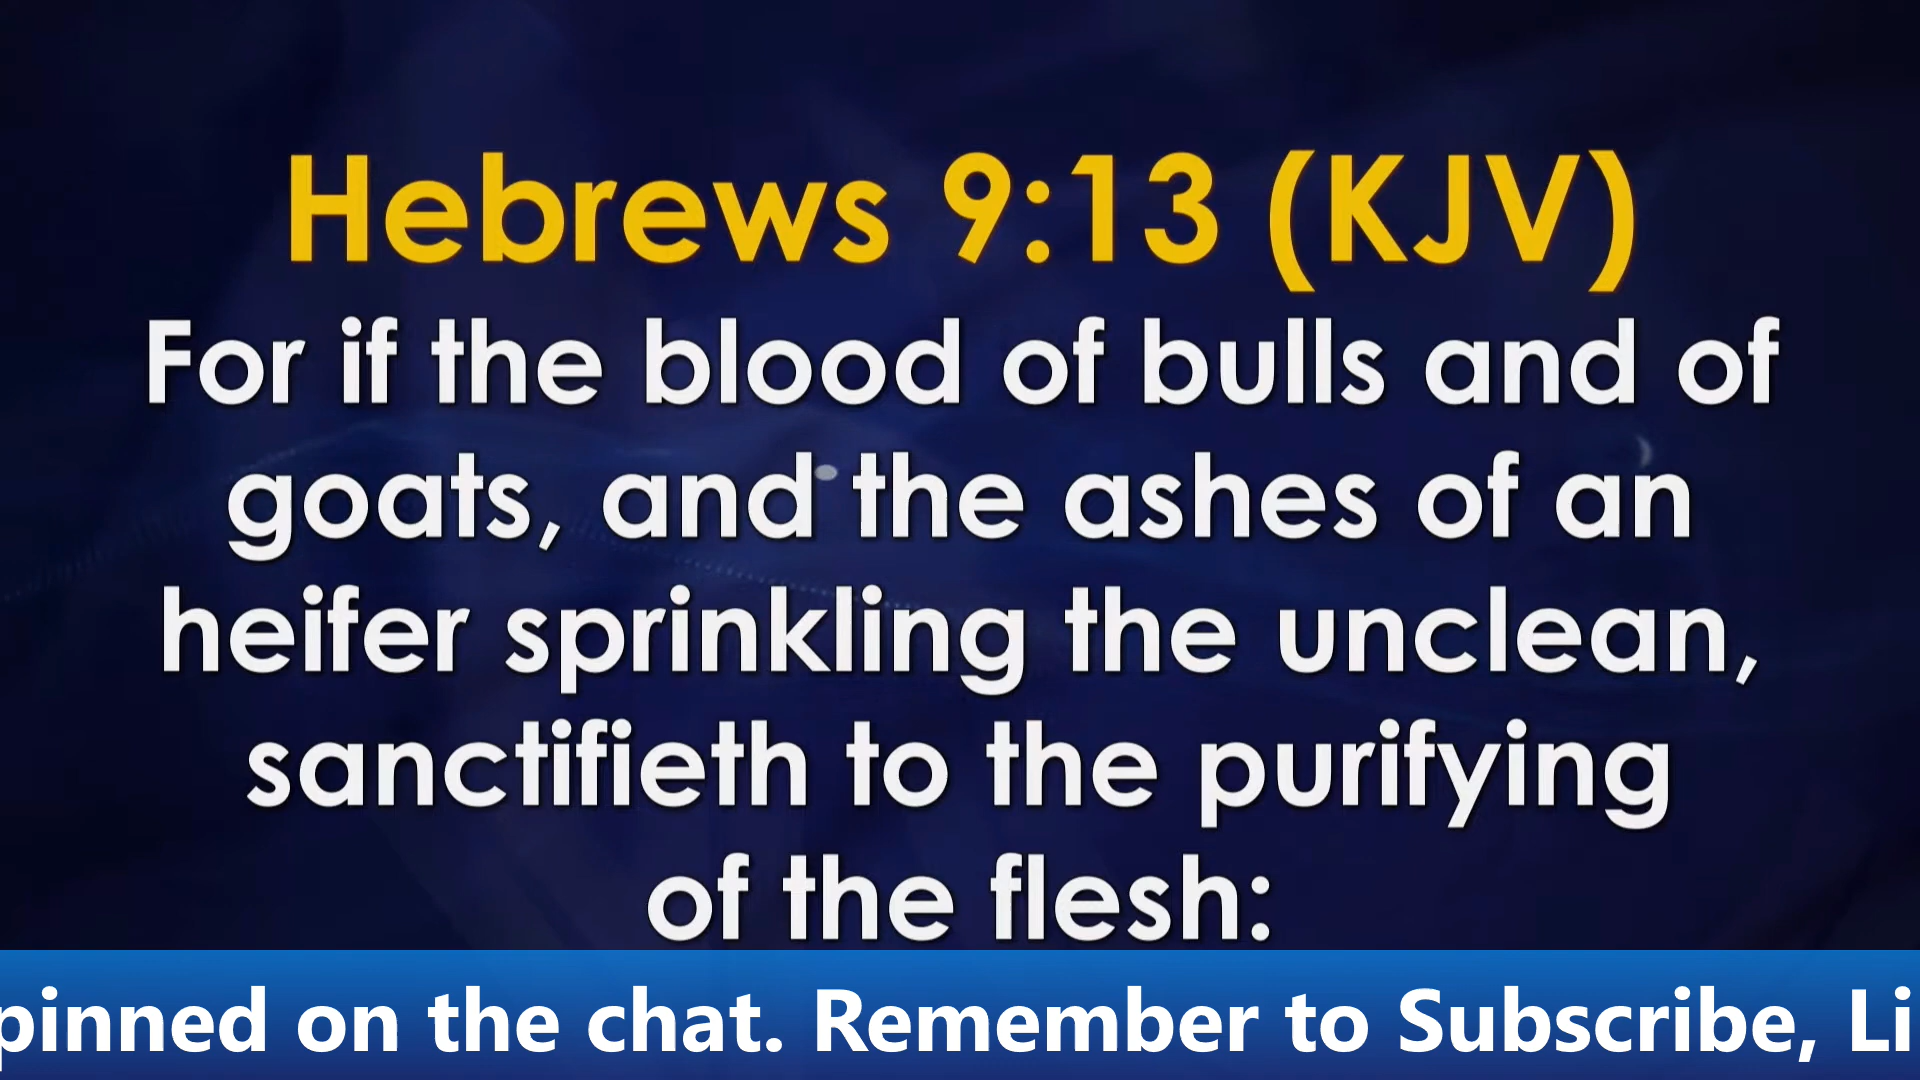 Hebrews 9:13 (KJV)
For if the blood of bulls and of
goats, and the ashes of an
heifer sprinkling the unclean,
sanctifieth to the purifying
of the flesh:
pinned on the chat. Remember to Subscribe, Li